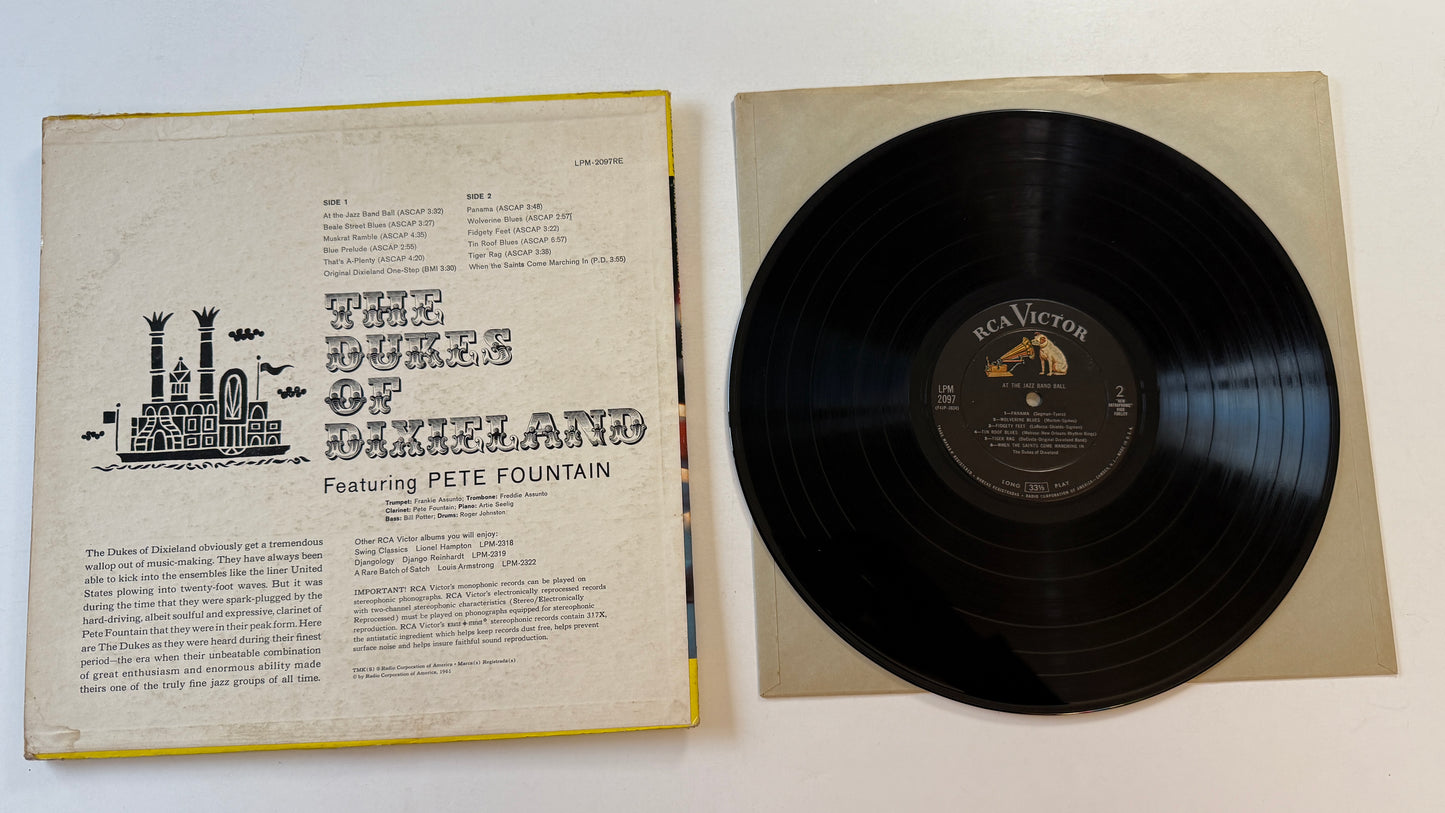 LPM-2097RE
SIDE 1
At the Jazz Band Ball (ASCAP 3:32)
Beale Street Blues (ASCAP 3:27)
Muskrat Ramble (ASCAP 4:35)
Blue Prelude (ASCAP 2:55)
That's A-Plenty (ASCAP 4:20)
Original Dixieland One-Step (BMI 3:30)
SIDE 2
Panama (ASCAP 3:48)
Wolverine Blues (ASCAP 2:57)
Fidgety Feet (ASCAP 3:22)
Tin Roof Blues (ASCAP 6:57)
Tiger Rag (ASCAP 3:38)
When the Saints Come Marching In (P.D. 3:55)
THE
DUKES
OF
DIXIELAND
Featuring PETE FOUNTAIN
Trumpet: Frankie Assunto; Trombone: Freddie Assunto
Clarinet: Pete Fountain; Piano: Artie Seelig
Bass: Bill Potter; Drums: Roger Johnston
The Dukes of Dixieland obviously get a tremendous
wallop out of music-making. They have always been
able to kick into the ensembles like the liner United
States plowing into twenty-foot waves. But it was
during the time that they were spark-plugged by the
hard-driving, albeit soulful and expressive, clarinet of
Pete Fountain that they were in their peak form. Here
are The Dukes as they were heard during their finest
period—the era when their unbeatable combination
of great enthusiasm and enormous ability made
theirs one of the truly fine jazz groups of all time.
Other RCA Victor albums you will enjoy:
Swing Classics Lionel Hampton LPM-2318
Djangology Django Reinhardt LPM-2319
A Rare Batch of Satch Louis Armstrong LPM-2322
IMPORTANT! RCA Victor's monophonic records can be played on
stereophonic phonographs. RCA Victor's electronically reprocessed records
with two-channel stereophonic characteristics (Stereo/Electronically
Reprocessed) must be played on phonographs equipped for stereophonic
reproduction. RCA Victor's stereophonic records contain 317X,
the antistatic ingredient which helps keep records dust free, helps prevent
surface noise and helps insure faithful sound reproduction.
TMK(S) ® Radio Corporation of America • Marca(s) Registrada(s)
© by Radio Corporation of America, 1961
RCA VICTOR
AT THE JAZZ BAND BALL
LPM
2097
2
"NEW
ORTHOPHONIC"
HIGH
FIDELITY
1—PANAMA
2—WOLVERINE BLUES
3—FIDGETY FEET
4—TIN ROOF BLUES
5—TIGER RAG
6—WHEN THE SAINTS COME MARCHING IN
The Dukes of Dixieland
LONG 33⅓ PLAY